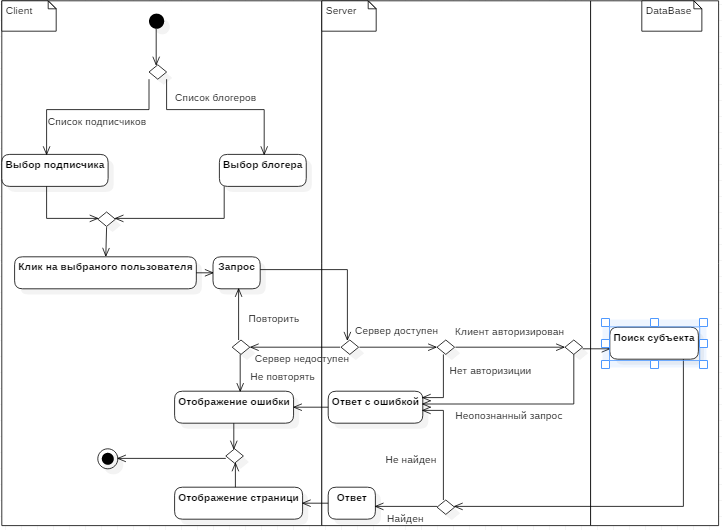 Client
Server
DataBase
Список блогеров
Список подписчиков
Выбор подписчика
Выбор блогера
Клик на выбраного пользователя
Запрос
Повторить
Сервер доступен
Клиент авторизирован
Поиск субъекта
Сервер недоступен
Не повторять
Нет авторизиции
Отображение ошибки
Ответ с ошибкой
Неопознанный запрос
Не найден
Отображение страници
Ответ
Найден